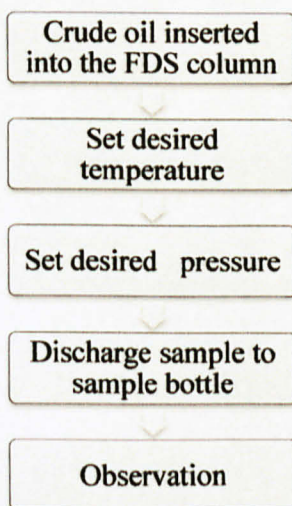 Crude oil inserted
into the FDS column
Set desired
temperature
Set desired pressure
Discharge sample to
sample bottle
Observation